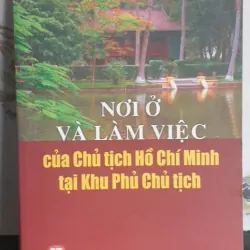 NƠI Ở
VÀ LÀM VIỆC
của Chủ tịch Hồ Chí Minh
tại Khu Phủ Chủ tịch